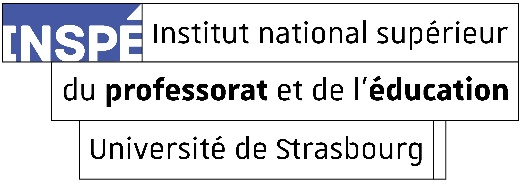 INSPÉ Institut national supérieur
du professorat et de l'éducation
Université de Strasbourg